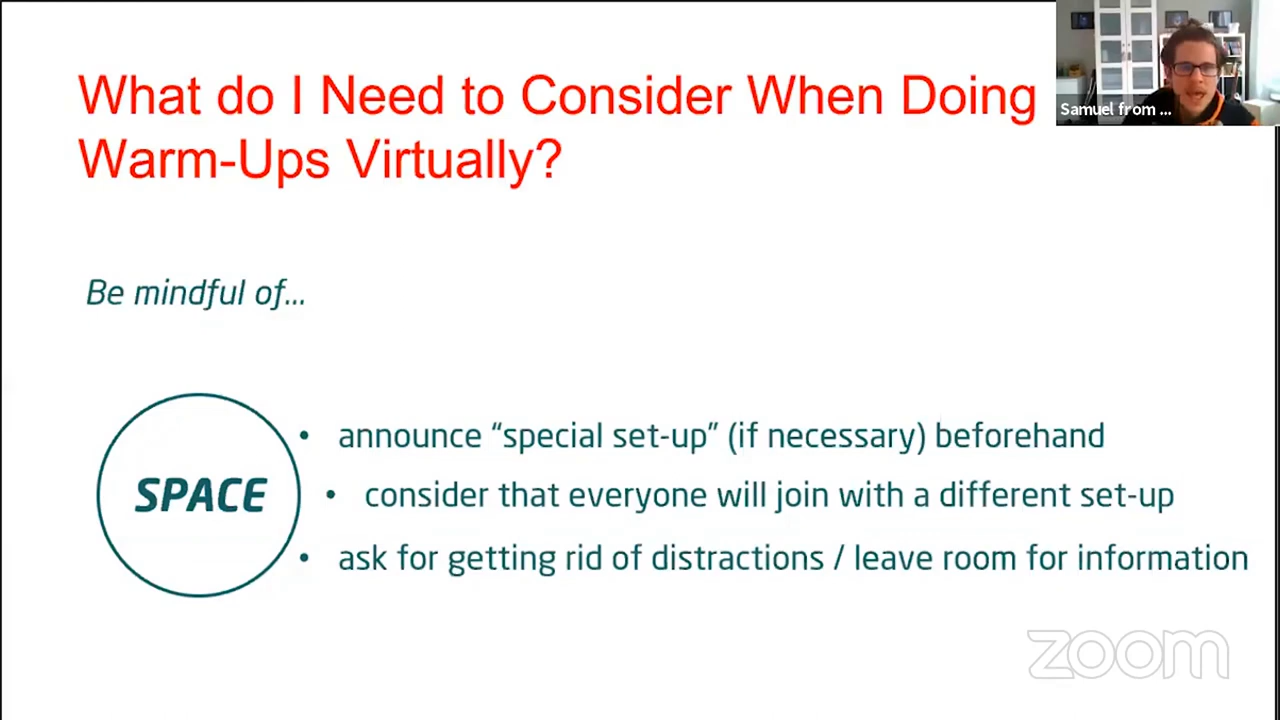 What do I Need to Consider When Doing
Warm-Ups Virtually?
Samuel from ...
Be mindful of...
SPACE
• announce “special set-up” (if necessary) beforehand
• consider that everyone will join with a different set-up
• ask for getting rid of distractions / leave room for information
zoom